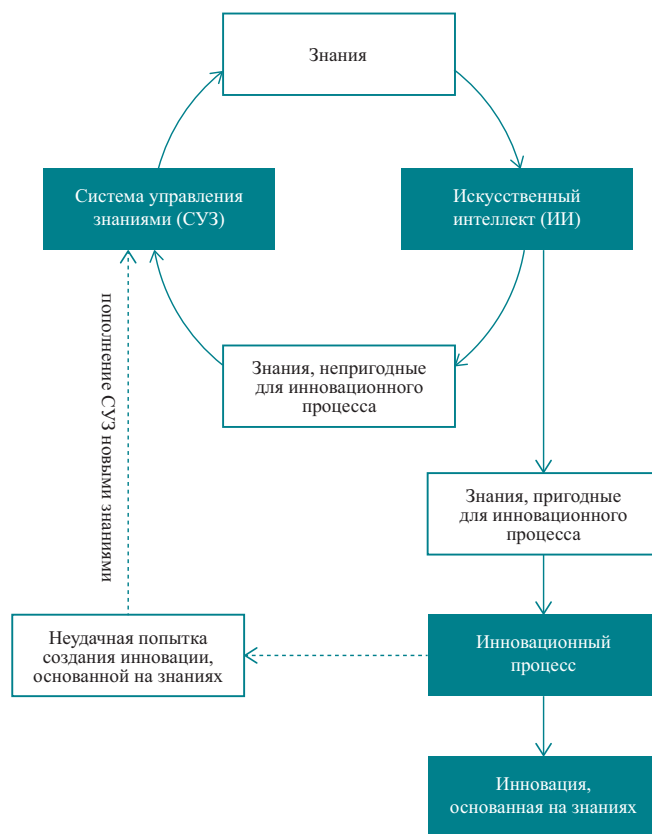 Знания
Система управления
знаниями (СУЗ)
Искусственный
интеллект (ИИ)
Знания, непригодные
для инновационного
процесса
пополнение СУЗ новыми знаниями
Знания, пригодные
для инновационного
процесса
Неудачная попытка
создания инновации,
основанной на знаниях
Инновационный
процесс
Инновация,
основанная на знаниях